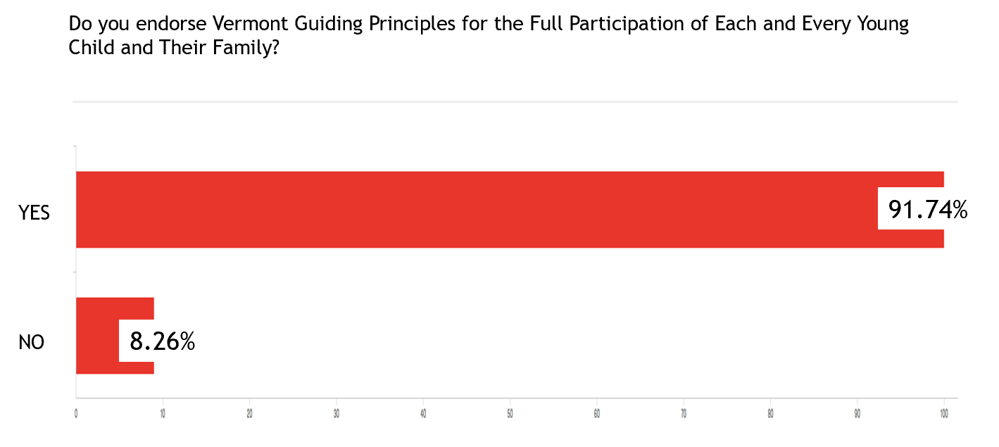 Do you endorse Vermont Guiding Principles for the Full Participation of Each and Every Young
Child and Their Family?
YES
91.74%
NO
8.26%
0 10 20 30 40 50 60 70 80 90 100